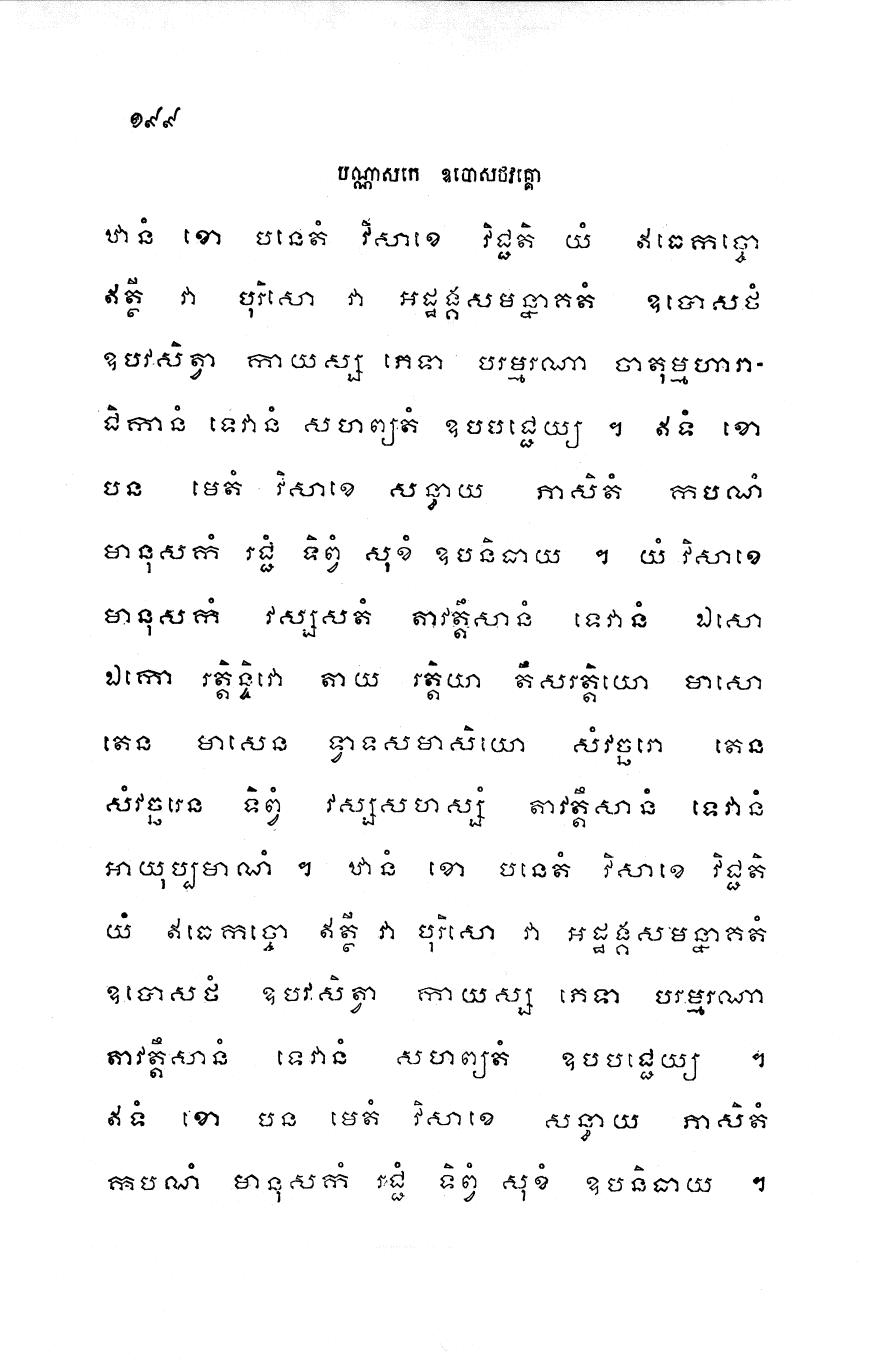 ១៩៩
បណ្ណាសកេ ឧបោសថវគ្គោ
ឋានំ ខោ បនេតំ វិសាខេ វិជ្ជតិ យំ ឥធេកច្ចោ
ឥត្ថី វា បុរិសោ វា អដ្ឋង្គសមន្នាគតំ ឧបោសថំ
ឧបវសិត្វា កាយស្ស ភេទា បរម្មរណា ចាតុម្មហារា-
ជិកានំ ទេវានំ សហព្យតំ ឧបបជ្ជេយ្យ ។ ឥទំ ខោ
បន មេតំ វិសាខេ សន្ធាយ ភាសិតំ កបណំ
មានុសកំ រជ្ជំ ទិព្វំ សុខំ ឧបនិធាយ ។ យំ វិសាខេ
មានុសកំ វស្សសតំ តាវត្តឹសានំ ទេវានំ ឯសោ
ឯកោ រត្តិន្ទិវោ តាយ រត្តិយា តឹសរត្តិយោ មាសោ
តេន មាសេន ទ្វាទសមាសិយោ សំវច្ឆរោ តេន
សំវច្ឆរេន ទិព្វំ វស្សសហស្សំ តាវត្តឹសានំ ទេវានំ
អាយុប្បមាណំ ។ ឋានំ ខោ បនេតំ វិសាខេ វិជ្ជតិ
យំ ឥធេកច្ចោ ឥត្ថី វា បុរិសោ វា អដ្ឋង្គសមន្នាគតំ
ឧបោសថំ ឧបវសិត្វា កាយស្ស ភេទា បរម្មរណា
តាវត្តឹសានំ ទេវានំ សហព្យតំ ឧបបជ្ជេយ្យ ។
ឥទំ ខោ បន មេតំ វិសាខេ សន្ធាយ ភាសិតំ
កបណំ មានុសកំ រជ្ជំ ទិព្វំ សុខំ ឧបនិធាយ ។